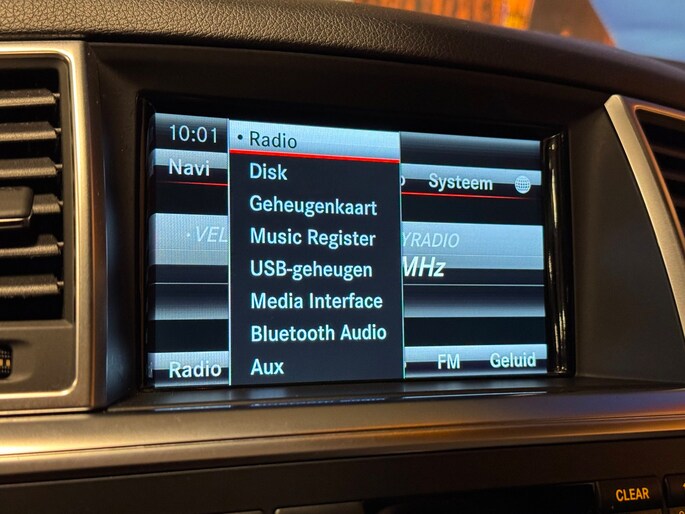 10:01
• Radio
Navi
Disk
Systeem
Geheugenkaart
Music Register
USB-geheugen
MHz
Media Interface
Bluetooth Audio
Radio
Aux
FM
Geluid
CLEAR